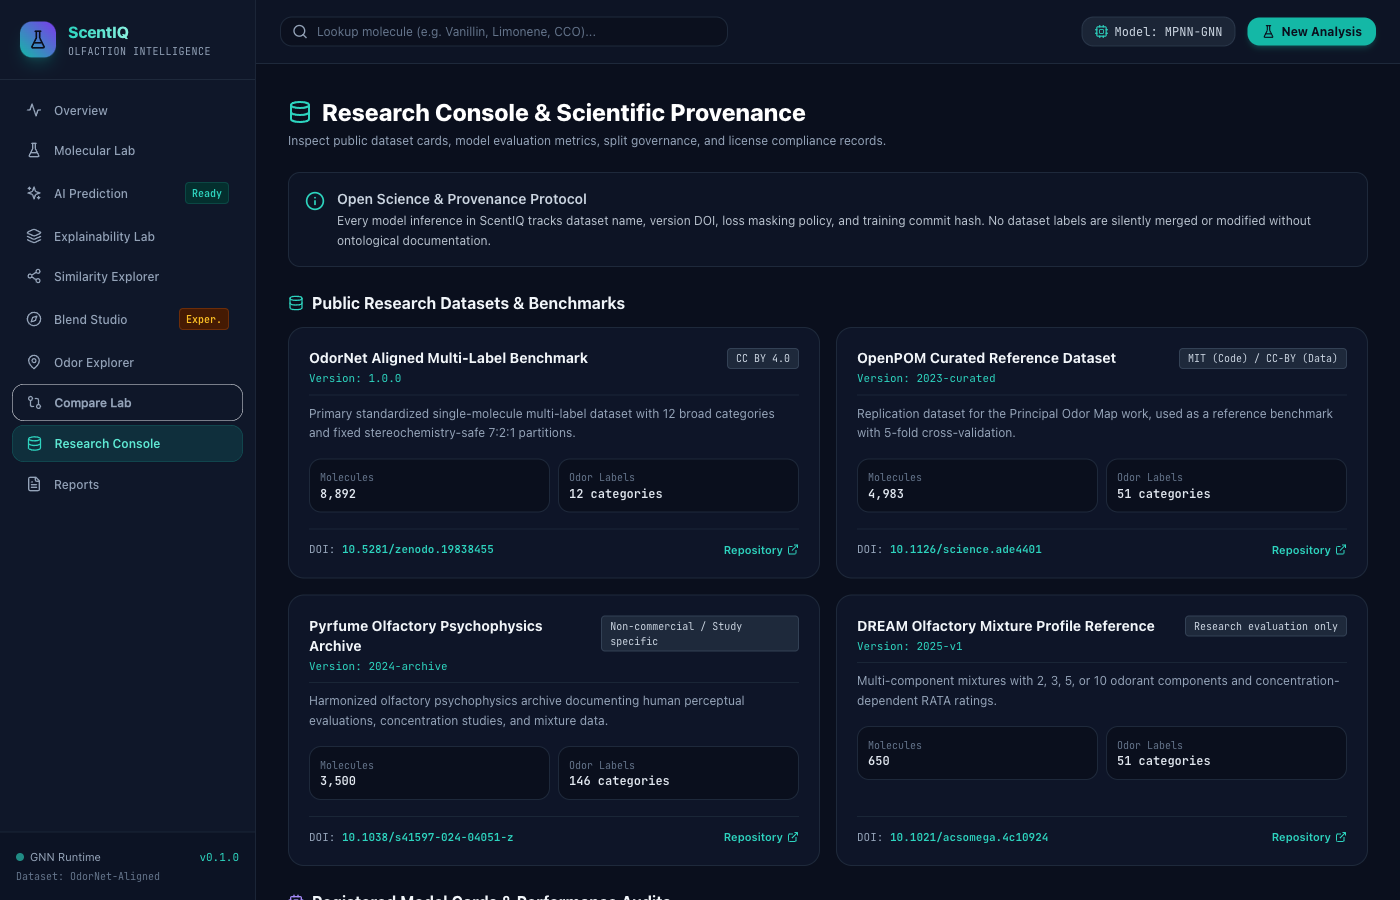 ScentIQ
OLFACTION INTELLIGENCE
Overview
Molecular Lab
AI Prediction
Ready
Explainability Lab
Similarity Explorer
Blend Studio
Exper.
Odor Explorer
Compare Lab
Research Console
Reports
GNN Runtime
v0.1.0
Dataset: OdorNet-Aligned
Lookup molecule (e.g. Vanillin, Limonene, CCO)...
Model: MPNN-GNN
New Analysis
Research Console & Scientific Provenance
Inspect public dataset cards, model evaluation metrics, split governance, and license compliance records.
Open Science & Provenance Protocol
Every model inference in ScentIQ tracks dataset name, version DOI, loss masking policy, and training commit hash. No dataset labels are silently merged or modified without
ontological documentation.
Public Research Datasets & Benchmarks
OdorNet Aligned Multi-Label Benchmark
CC BY 4.0
Version: 1.0.0
Primary standardized single-molecule multi-label dataset with 12 broad categories
and fixed stereochemistry-safe 7:2:1 partitions.
Molecules
8,892
Odor Labels
12 categories
DOI: 10.5281/zenodo.19838455
Repository
OpenPOM Curated Reference Dataset
MIT (Code) / CC-BY (Data)
Version: 2023-curated
Replication dataset for the Principal Odor Map work, used as a reference benchmark
with 5-fold cross-validation.
Molecules
4,983
Odor Labels
51 categories
DOI: 10.1126/science.ade4401
Repository
Pyrfume Olfactory Psychophysics
Archive
Non-commercial / Study
specific
Version: 2024-archive
Harmonized olfactory psychophysics archive documenting human perceptual
evaluations, concentration studies, and mixture data.
Molecules
3,500
Odor Labels
146 categories
DOI: 10.1038/s41597-024-04051-z
Repository
DREAM Olfactory Mixture Profile Reference
Research evaluation only
Version: 2025-v1
Multi-component mixtures with 2, 3, 5, or 10 odorant components and concentration-
dependent RATA ratings.
Molecules
650
Odor Labels
51 categories
DOI: 10.1021/acsomega.4c10924
Repository
Registered Model Cards & Performance Audits